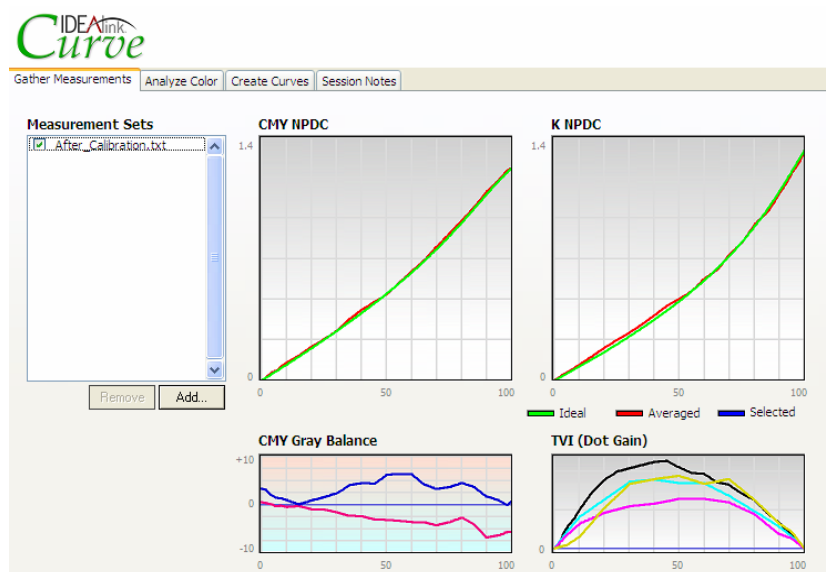 IDEAlink
Curve
Gather Measurements
Analyze Color
Create Curves
Session Notes
Measurement Sets
After_Calibration.txt
Remove
Add...
CMY NPDC
1.4
0
0
50
100
K NPDC
1.4
0
0
50
100
Ideal
Averaged
Selected
CMY Gray Balance
+10
0
-10
0
50
100
TVI (Dot Gain)
0
0
50
100